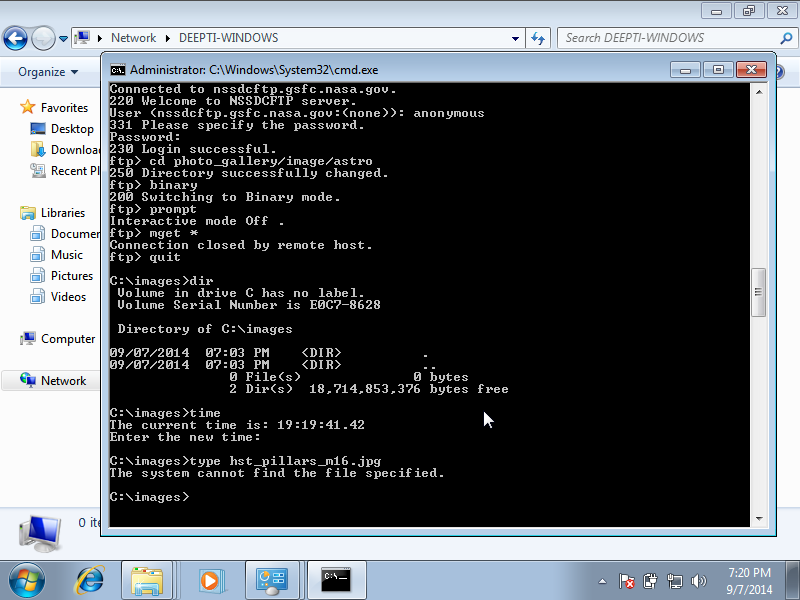 Network DEEPTI-WINDOWS
Search DEEPTI-WINDOWS
Organize
Favorites
Desktop
Downloa
Recent Pl
Libraries
Documen
Music
Pictures
Videos
Computer
Network
0 ite
Administrator: C:\Windows\System32\cmd.exe
Connected to nssdcftp.gsfc.nasa.gov.
220 Welcome to NSSDCFTP server.
User (nssdcftp.gsfc.nasa.gov:(none)): anonymous
331 Please specify the password.
Password:
230 Login successful.
ftp> cd photo_gallery/image/astro
250 Directory successfully changed.
ftp> binary
200 Switching to Binary mode.
ftp> prompt
Interactive mode Off .
ftp> mget *
Connection closed by remote host.
ftp> quit
C:\images>dir
Volume in drive C has no label.
Volume Serial Number is E0C7-8628
Directory of C:\images
09/07/2014  07:03 PM    <DIR>          .
09/07/2014  07:03 PM    <DIR>          ..
0 File(s)              0 bytes
2 Dir(s)  18,714,853,376 bytes free
C:\images>time
The current time is: 19:19:41.42
Enter the new time:
C:\images>type hst_pillars_m16.jpg
The system cannot find the file specified.
C:\images>
C:\_
7:20 PM
9/7/2014